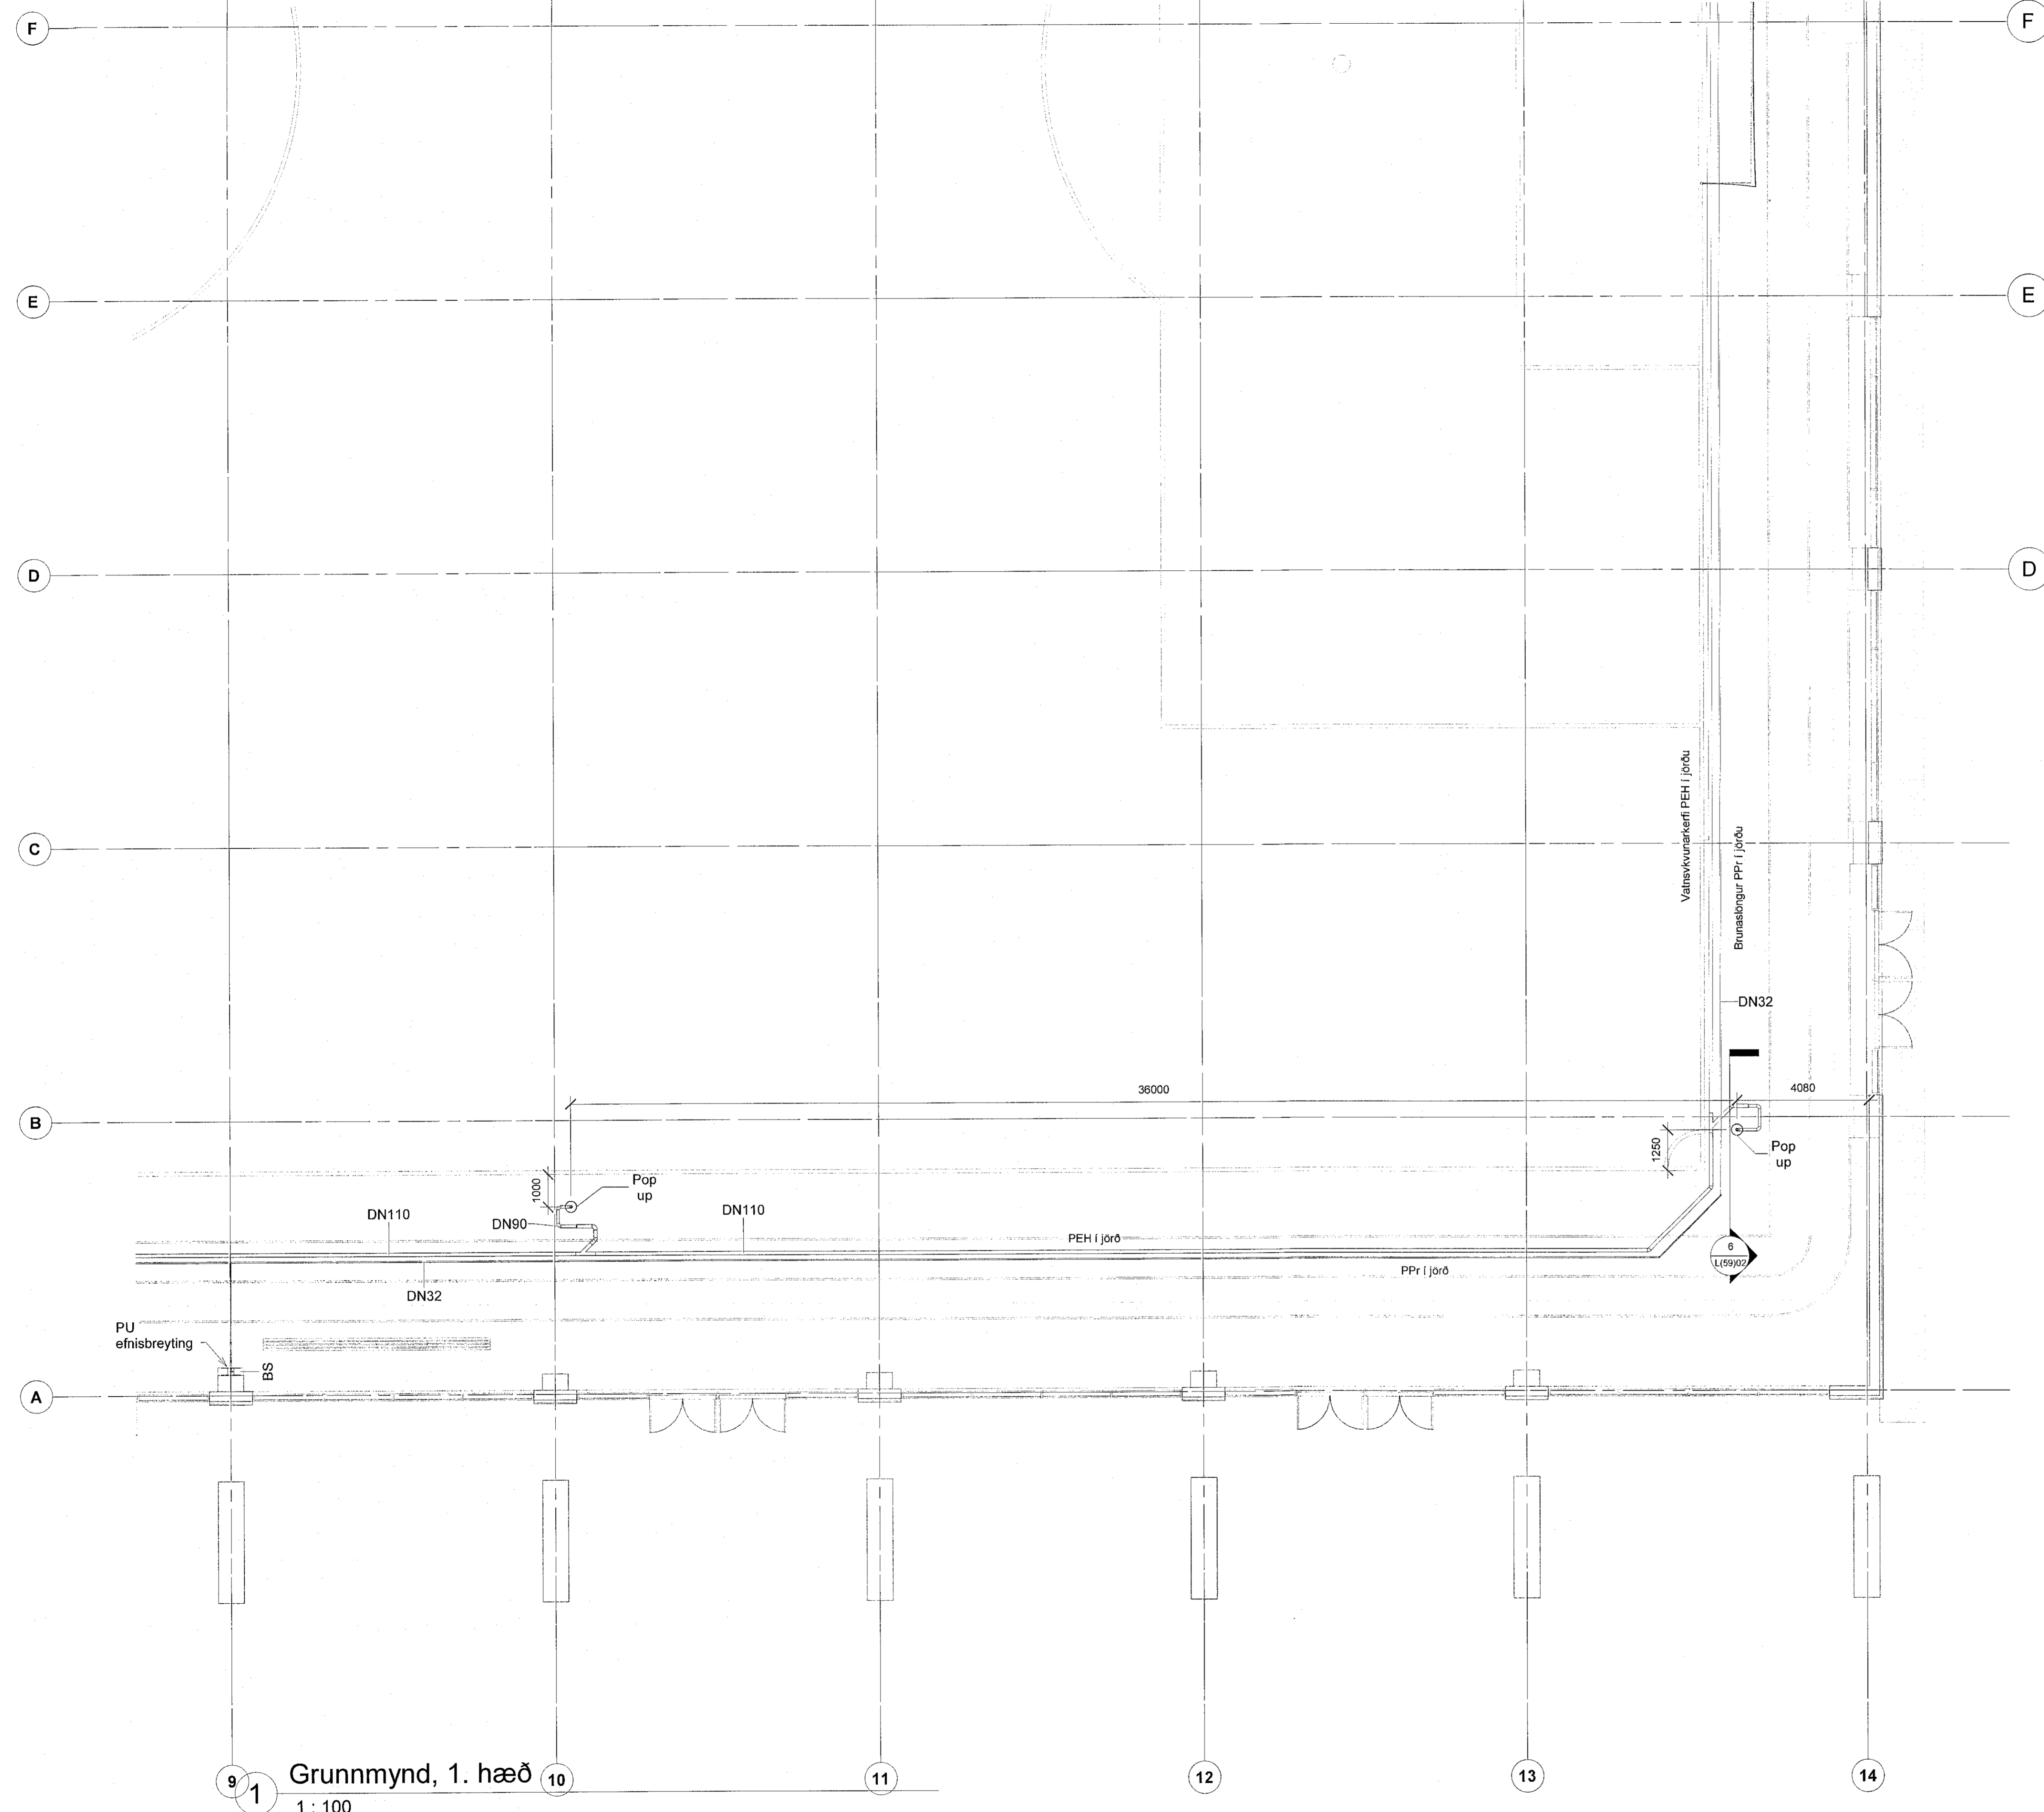 F
F
E
E
D
D
Vatnsvkvunarkerfi PEH í jörðu
Brunaslöngur PPr í jörðu
C
DN32
36000
4080
B
1250
Pop
up
1000
Pop
up
DN110
DN90
DN110
PEH í jörð
6
L(59)02
PPr í jörð
DN32
PU
efnisbreyting
BS
A
9
10
11
12
13
14
1
Grunnmynd, 1. hæð
1 : 100